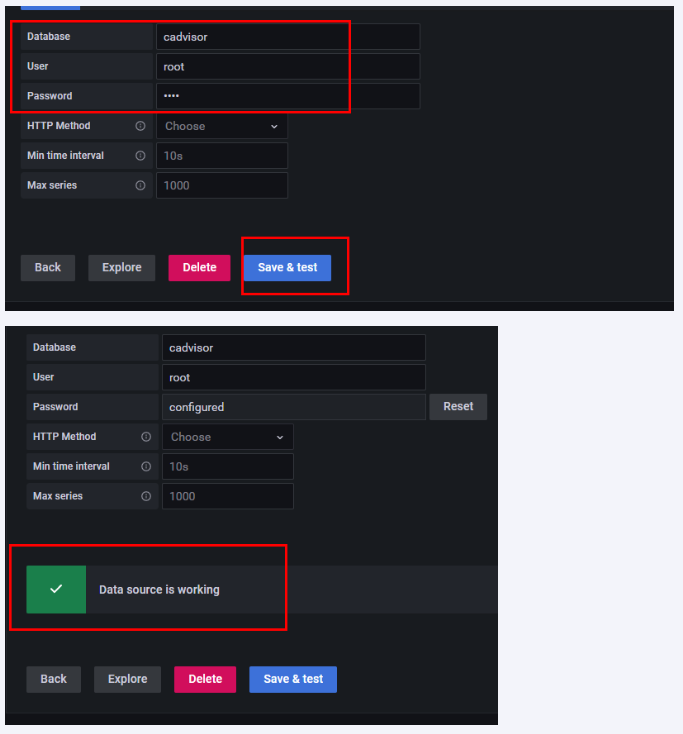 Database cadvisor
User root
Password ••••
HTTP Method Choose
Min time interval 10s
Max series 1000
Back Explore Delete Save & test
Database cadvisor
User root
Password configured Reset
HTTP Method Choose
Min time interval 10s
Max series 1000
Data source is working
Back Explore Delete Save & test